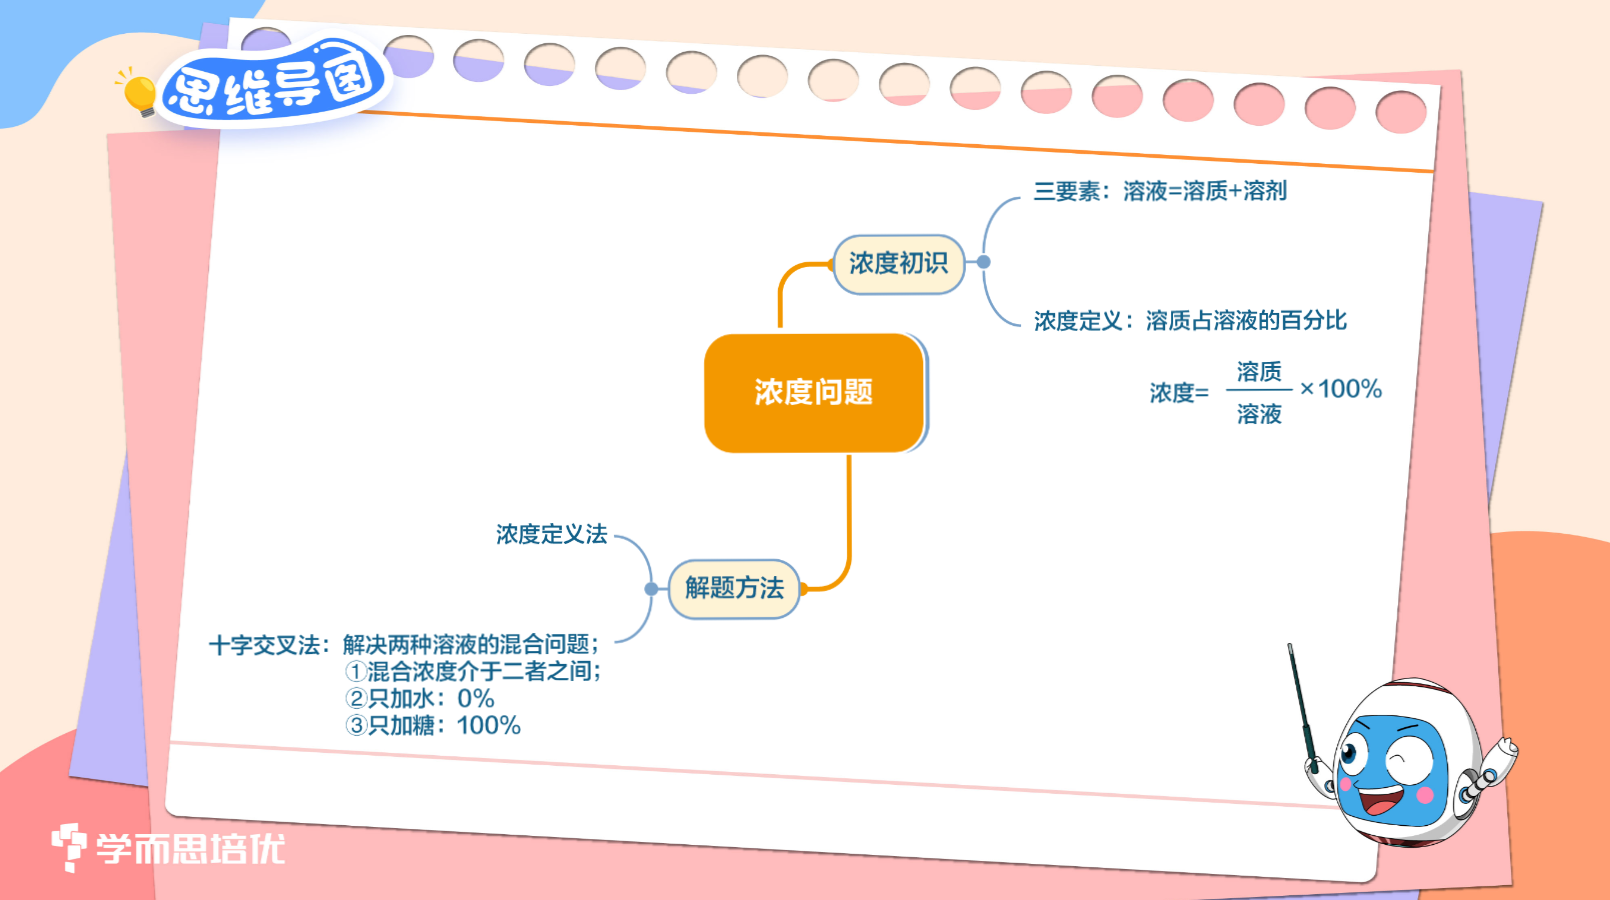 思维导图
三要素：溶液=溶质+溶剂
浓度初识
浓度定义：溶质占溶液的百分比
浓度= 溶质
溶液 ×100%
浓度问题
浓度定义法
解题方法
十字交叉法：解决两种溶液的混合问题；
①混合浓度介于二者之间；
②只加水：0%
③只加糖：100%
学而思培优